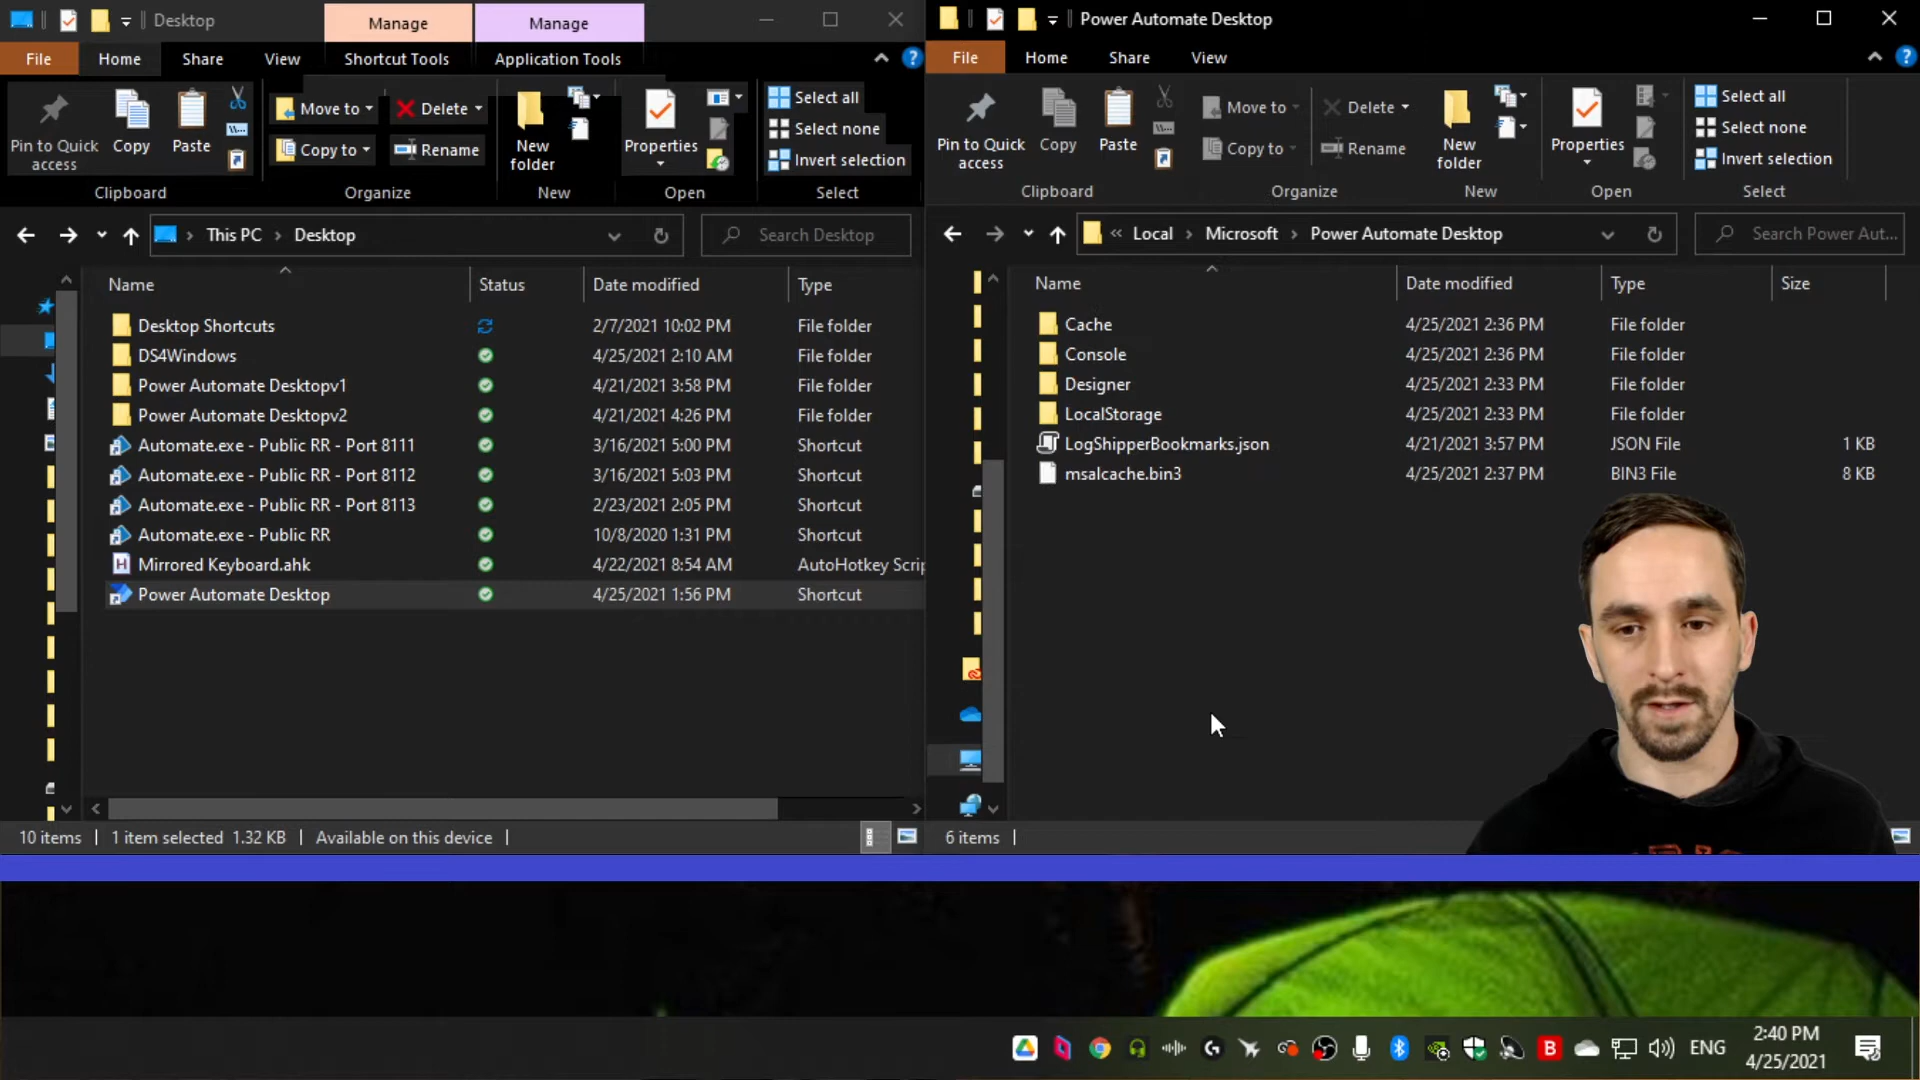 Desktop
Manage
Manage
File
Home
Share
View
Shortcut Tools
Application Tools
Pin to Quick access
Copy
Paste
Move to
Copy to
Delete
Rename
New folder
Properties
Select all
Select none
Invert selection
Clipboard
Organize
New
Open
Select
This PC
Desktop
Search Desktop
Name
Status
Date modified
Type
Desktop Shortcuts 2/7/2021 10:02 PM File folder
DS4Windows 4/25/2021 2:10 AM File folder
Power Automate Desktopv1 4/21/2021 3:58 PM File folder
Power Automate Desktopv2 4/21/2021 4:26 PM File folder
Automate.exe - Public RR - Port 8111 3/16/2021 5:00 PM Shortcut
Automate.exe - Public RR - Port 8112 3/16/2021 5:03 PM Shortcut
Automate.exe - Public RR - Port 8113 2/23/2021 2:05 PM Shortcut
Automate.exe - Public RR 10/8/2020 1:31 PM Shortcut
Mirrored Keyboard.ahk 4/22/2021 8:54 AM AutoHotkey Scrip
Power Automate Desktop 4/25/2021 1:56 PM Shortcut
10 items 1 item selected 1.32 KB Available on this device
Power Automate Desktop
File
Home
Share
View
Pin to Quick access
Copy
Paste
Move to
Copy to
Delete
Rename
New folder
Properties
Select all
Select none
Invert selection
Clipboard
Organize
New
Open
Select
Local
Microsoft
Power Automate Desktop
Search Power Aut...
Name
Date modified
Type
Size
Cache 4/25/2021 2:36 PM File folder
Console 4/25/2021 2:36 PM File folder
Designer 4/25/2021 2:33 PM File folder
LocalStorage 4/25/2021 2:33 PM File folder
LogShipperBookmarks.json 4/21/2021 3:57 PM JSON File 1 KB
msalcache.bin3 4/25/2021 2:37 PM BIN3 File 8 KB
6 items
ENG
2:40 PM
4/25/2021